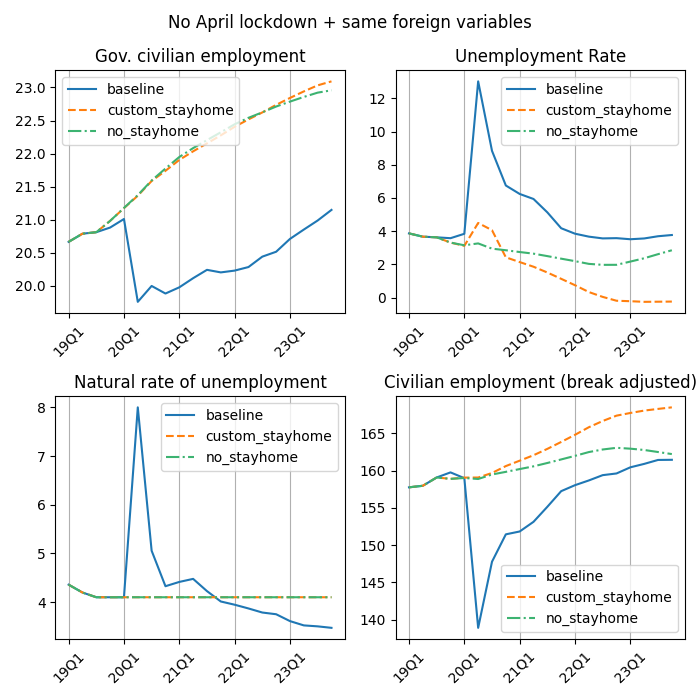 No April lockdown + same foreign variables
Gov. civilian employment
baseline
custom_stayhome
no_stayhome
23.0
22.5
22.0
21.5
21.0
20.5
20.0
19Q1
20Q1
21Q1
22Q1
23Q1
Unemployment Rate
baseline
custom_stayhome
no_stayhome
12
10
8
6
4
2
0
19Q1
20Q1
21Q1
22Q1
23Q1
Natural rate of unemployment
baseline
custom_stayhome
no_stayhome
8
7
6
5
4
19Q1
20Q1
21Q1
22Q1
23Q1
Civilian employment (break adjusted)
165
160
155
150
145
140
baseline
custom_stayhome
no_stayhome
19Q1
20Q1
21Q1
22Q1
23Q1